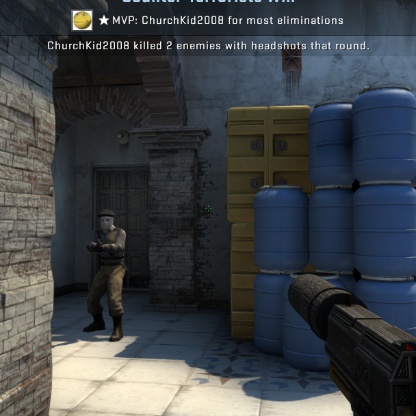 Counter-Terrorists Win
★ MVP: ChurchKid2008 for most eliminations
ChurchKid2008 killed 2 enemies with headshots that round.